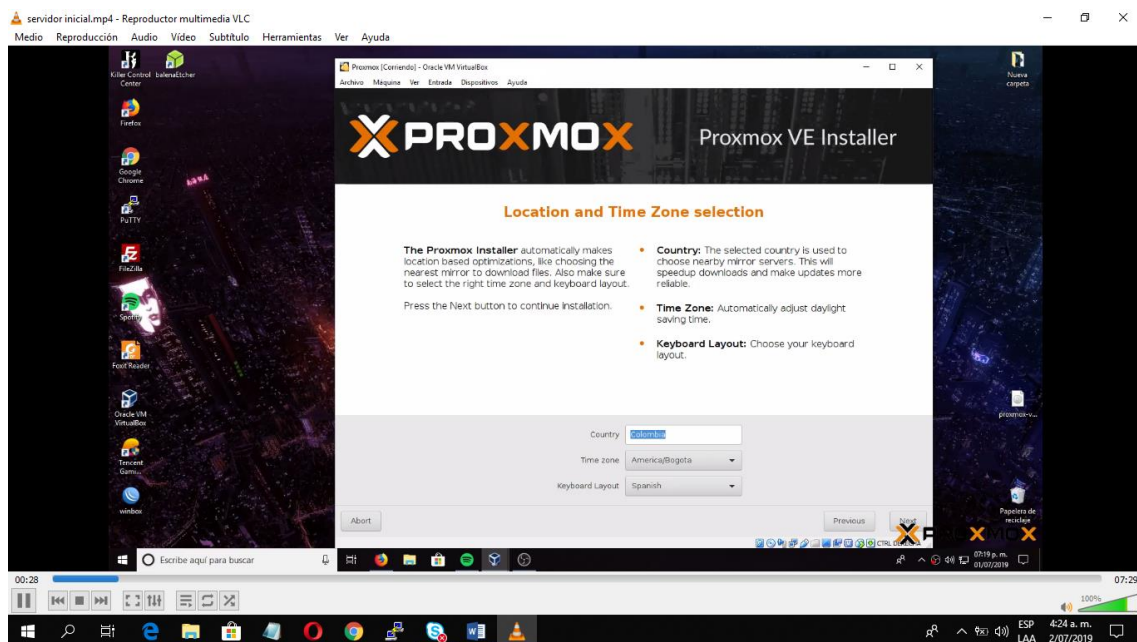 servidor inicial.mp4 - Reproductor multimedia VLC
Medio Reproducción Audio Vídeo Subtítulo Herramientas Ver Ayuda
Killer Control Center
balenaEtcher
Firefox
Google Chrome
PuTTY
FileZilla
Spotify
Foxit Reader
Oracle VM VirtualBox
Tencent Gami...
winbox
Nueva carpeta
proxmox-v...
Papelera de reciclaje
Proxmox [Corriendo] - Oracle VM VirtualBox
Archivo Máquina Ver Entrada Dispositivos Ayuda
PROXMOX
Proxmox VE Installer
Location and Time Zone selection
The Proxmox Installer automatically makes
location based optimizations, like choosing the
nearest mirror to download files. Also make sure
to select the right time zone and keyboard layout.
Press the Next button to continue installation.
Country: The selected country is used to
choose nearby mirror servers. This will
speedup downloads and make updates more
reliable.
Time Zone: Automatically adjust daylight
saving time.
Keyboard Layout: Choose your keyboard
layout.
Country Colombia
Time zone America/Bogota
Keyboard Layout Spanish
Abort
Previous
Next
Escribe aquí para buscar
07:19 p. m.
01/07/2019
00:28
07:29
100%
ESP
LAA
4:24 a. m.
2/07/2019